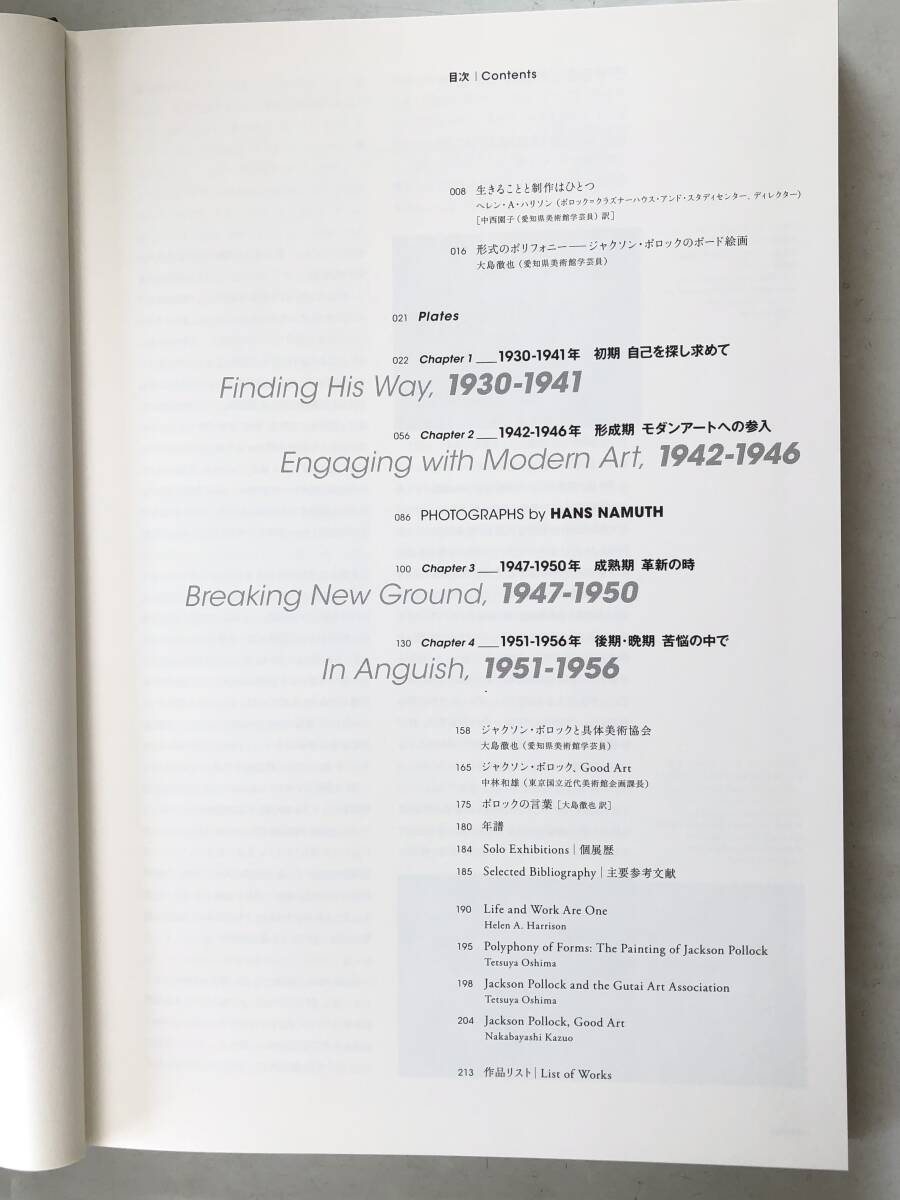 目次 | Contents
008 生きることと制作はひとつ
ヘレン・A・ハリソン（ポロック=クラズナーハウス・アンド・スタディセンター、ディレクター）
［中西園子（愛知県美術館学芸員）訳］
016 形式のポリフォニー——ジャクソン・ポロックのボード絵画
大島徹也（愛知県美術館学芸員）
021 Plates
022 Chapter 1 ___ 1930-1941年 初期 自己を探し求めて
Finding His Way, 1930-1941
056 Chapter 2 ___ 1942-1946年 形成期 モダンアートへの参入
Engaging with Modern Art, 1942-1946
086 PHOTOGRAPHS by HANS NAMUTH
100 Chapter 3 ___ 1947-1950年 成熟期 革新の時
Breaking New Ground, 1947-1950
130 Chapter 4 ___ 1951-1956年 後期・晩期 苦悩の中で
In Anguish, 1951-1956
158 ジャクソン・ポロックと具体美術協会
大島徹也（愛知県美術館学芸員）
165 ジャクソン・ポロック、Good Art
中林和雄（東京国立近代美術館企画課長）
175 ポロックの言葉［大島徹也 訳］
180 年譜
184 Solo Exhibitions | 個展歴
185 Selected Bibliography | 主要参考文献
190 Life and Work Are One
Helen A. Harrison
195 Polyphony of Forms: The Painting of Jackson Pollock
Tetsuya Oshima
198 Jackson Pollock and the Gutai Art Association
Tetsuya Oshima
204 Jackson Pollock, Good Art
Nakabayashi Kazuo
213 作品リスト | List of Works